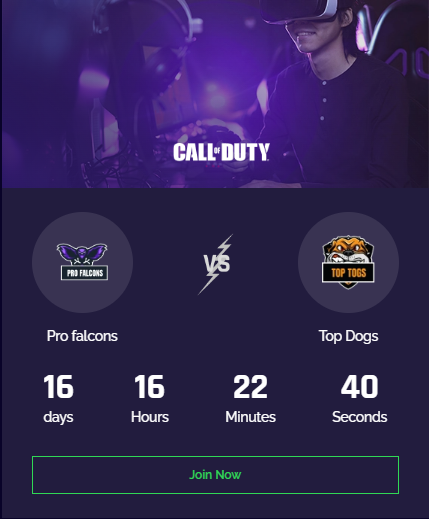 CALL OF DUTY
PRO FALCONS
VS
TOP TOGS
Pro falcons
Top Dogs
16
16
22
40
days
Hours
Minutes
Seconds
Join Now